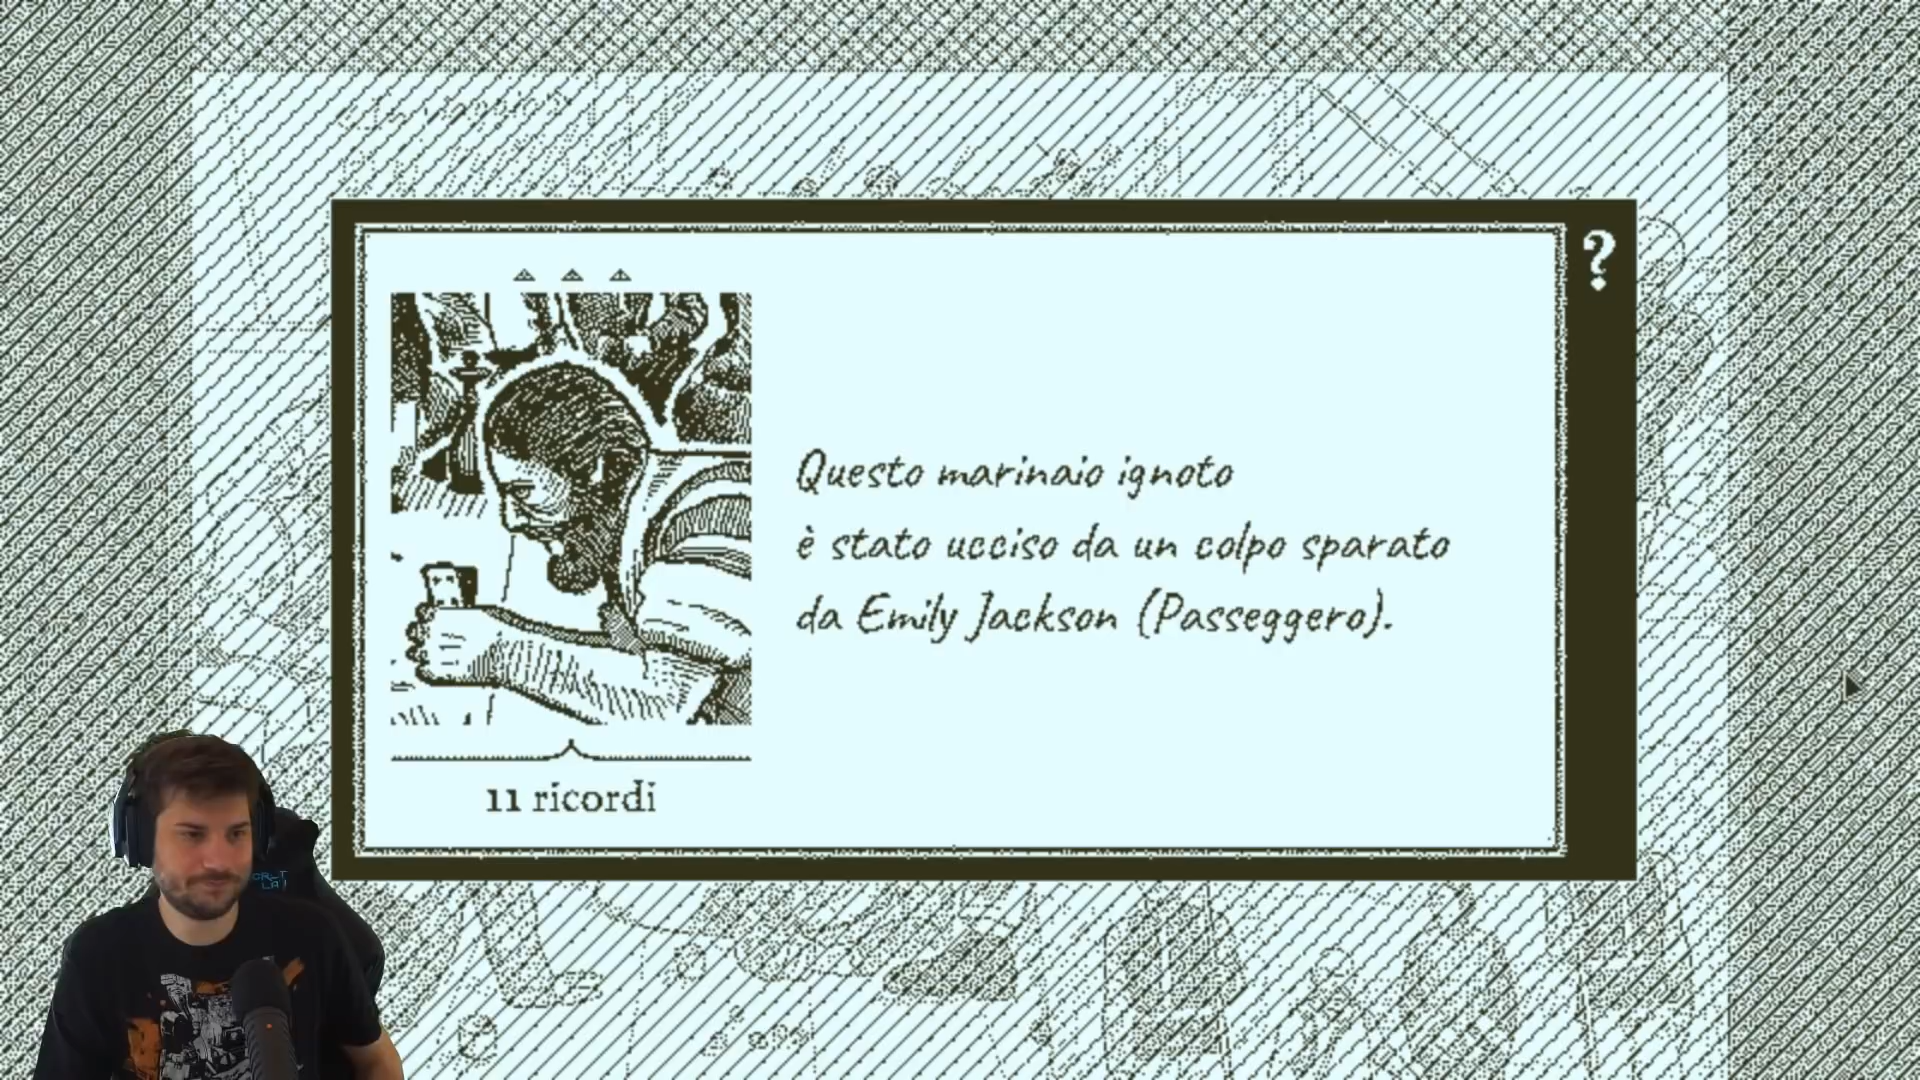 ?
Questo marinaio ignoto
è stato ucciso da un colpo sparato
da Emily Jackson (Passeggero).
11 ricordi